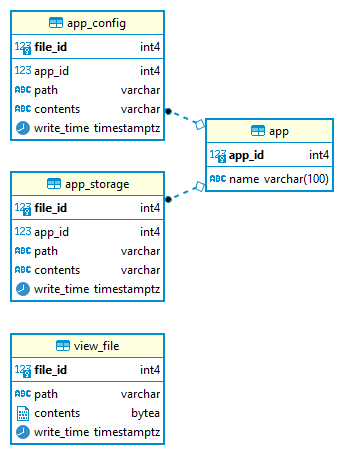 app_config
123 file_id int4
123 app_id int4
ABC path varchar
ABC contents varchar
write_time timestamptz
app
123 app_id int4
ABC name varchar(100)
app_storage
123 file_id int4
123 app_id int4
ABC path varchar
ABC contents varchar
write_time timestamptz
view_file
123 file_id int4
ABC path varchar
contents bytea
write_time timestamptz